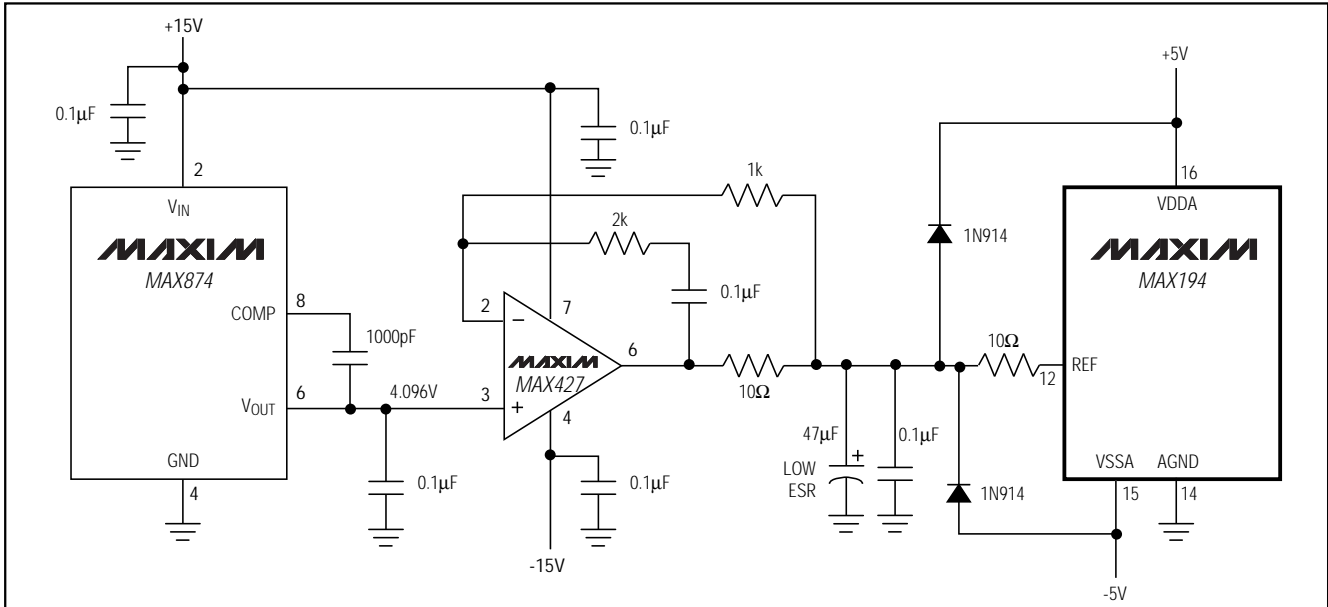 +15V
+5V
0.1µF
0.1µF
1k
2
16
VIN
VDDA
2k
1N914
MAXIM
MAX874
MAXIM
MAX194
COMP
8
0.1µF
2
−
7
1000pF
MAXIM
MAX427
6
10Ω
10Ω
12
REF
VOUT
6
4.096V
3
+
4
47µF
+
LOW
ESR
0.1µF
GND
4
0.1µF
0.1µF
1N914
VSSA
AGND
15
14
-15V
-5V